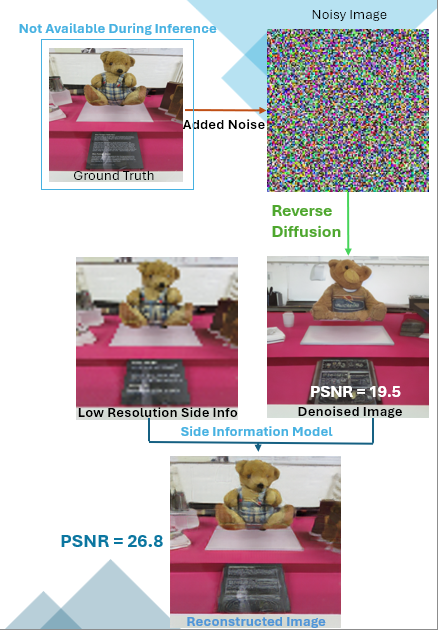 Noisy Image
Not Available During Inference
Added Noise
Ground Truth
Reverse
Diffusion
PSNR = 19.5
Low Resolution Side Info
Denoised Image
Side Information Model
PSNR = 26.8
Reconstructed Image